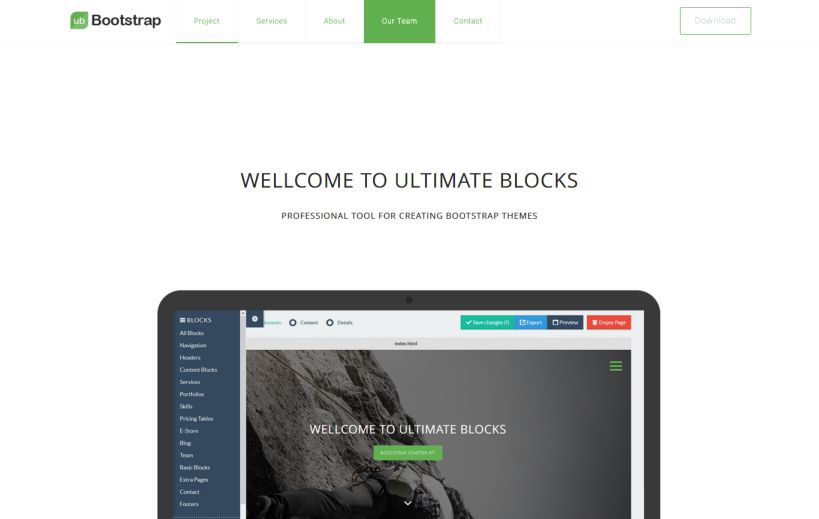 ub Bootstrap
Project Services About Our Team Contact
Download
WELLCOME TO ULTIMATE BLOCKS
PROFESSIONAL TOOL FOR CREATING BOOTSTRAP THEMES
BLOCKS
Content Details
Save changes (1) Export Preview Empty Page
index.html
All Blocks
Navigation
Headers
Content Blocks
Services
Portfolios
Skills
Pricing Tables
E-Store
Blog
Team
Basic Blocks
Extra Pages
Contact
Footers
WELLCOME TO ULTIMATE BLOCKS
BOOTSTRAP STARTER KIT